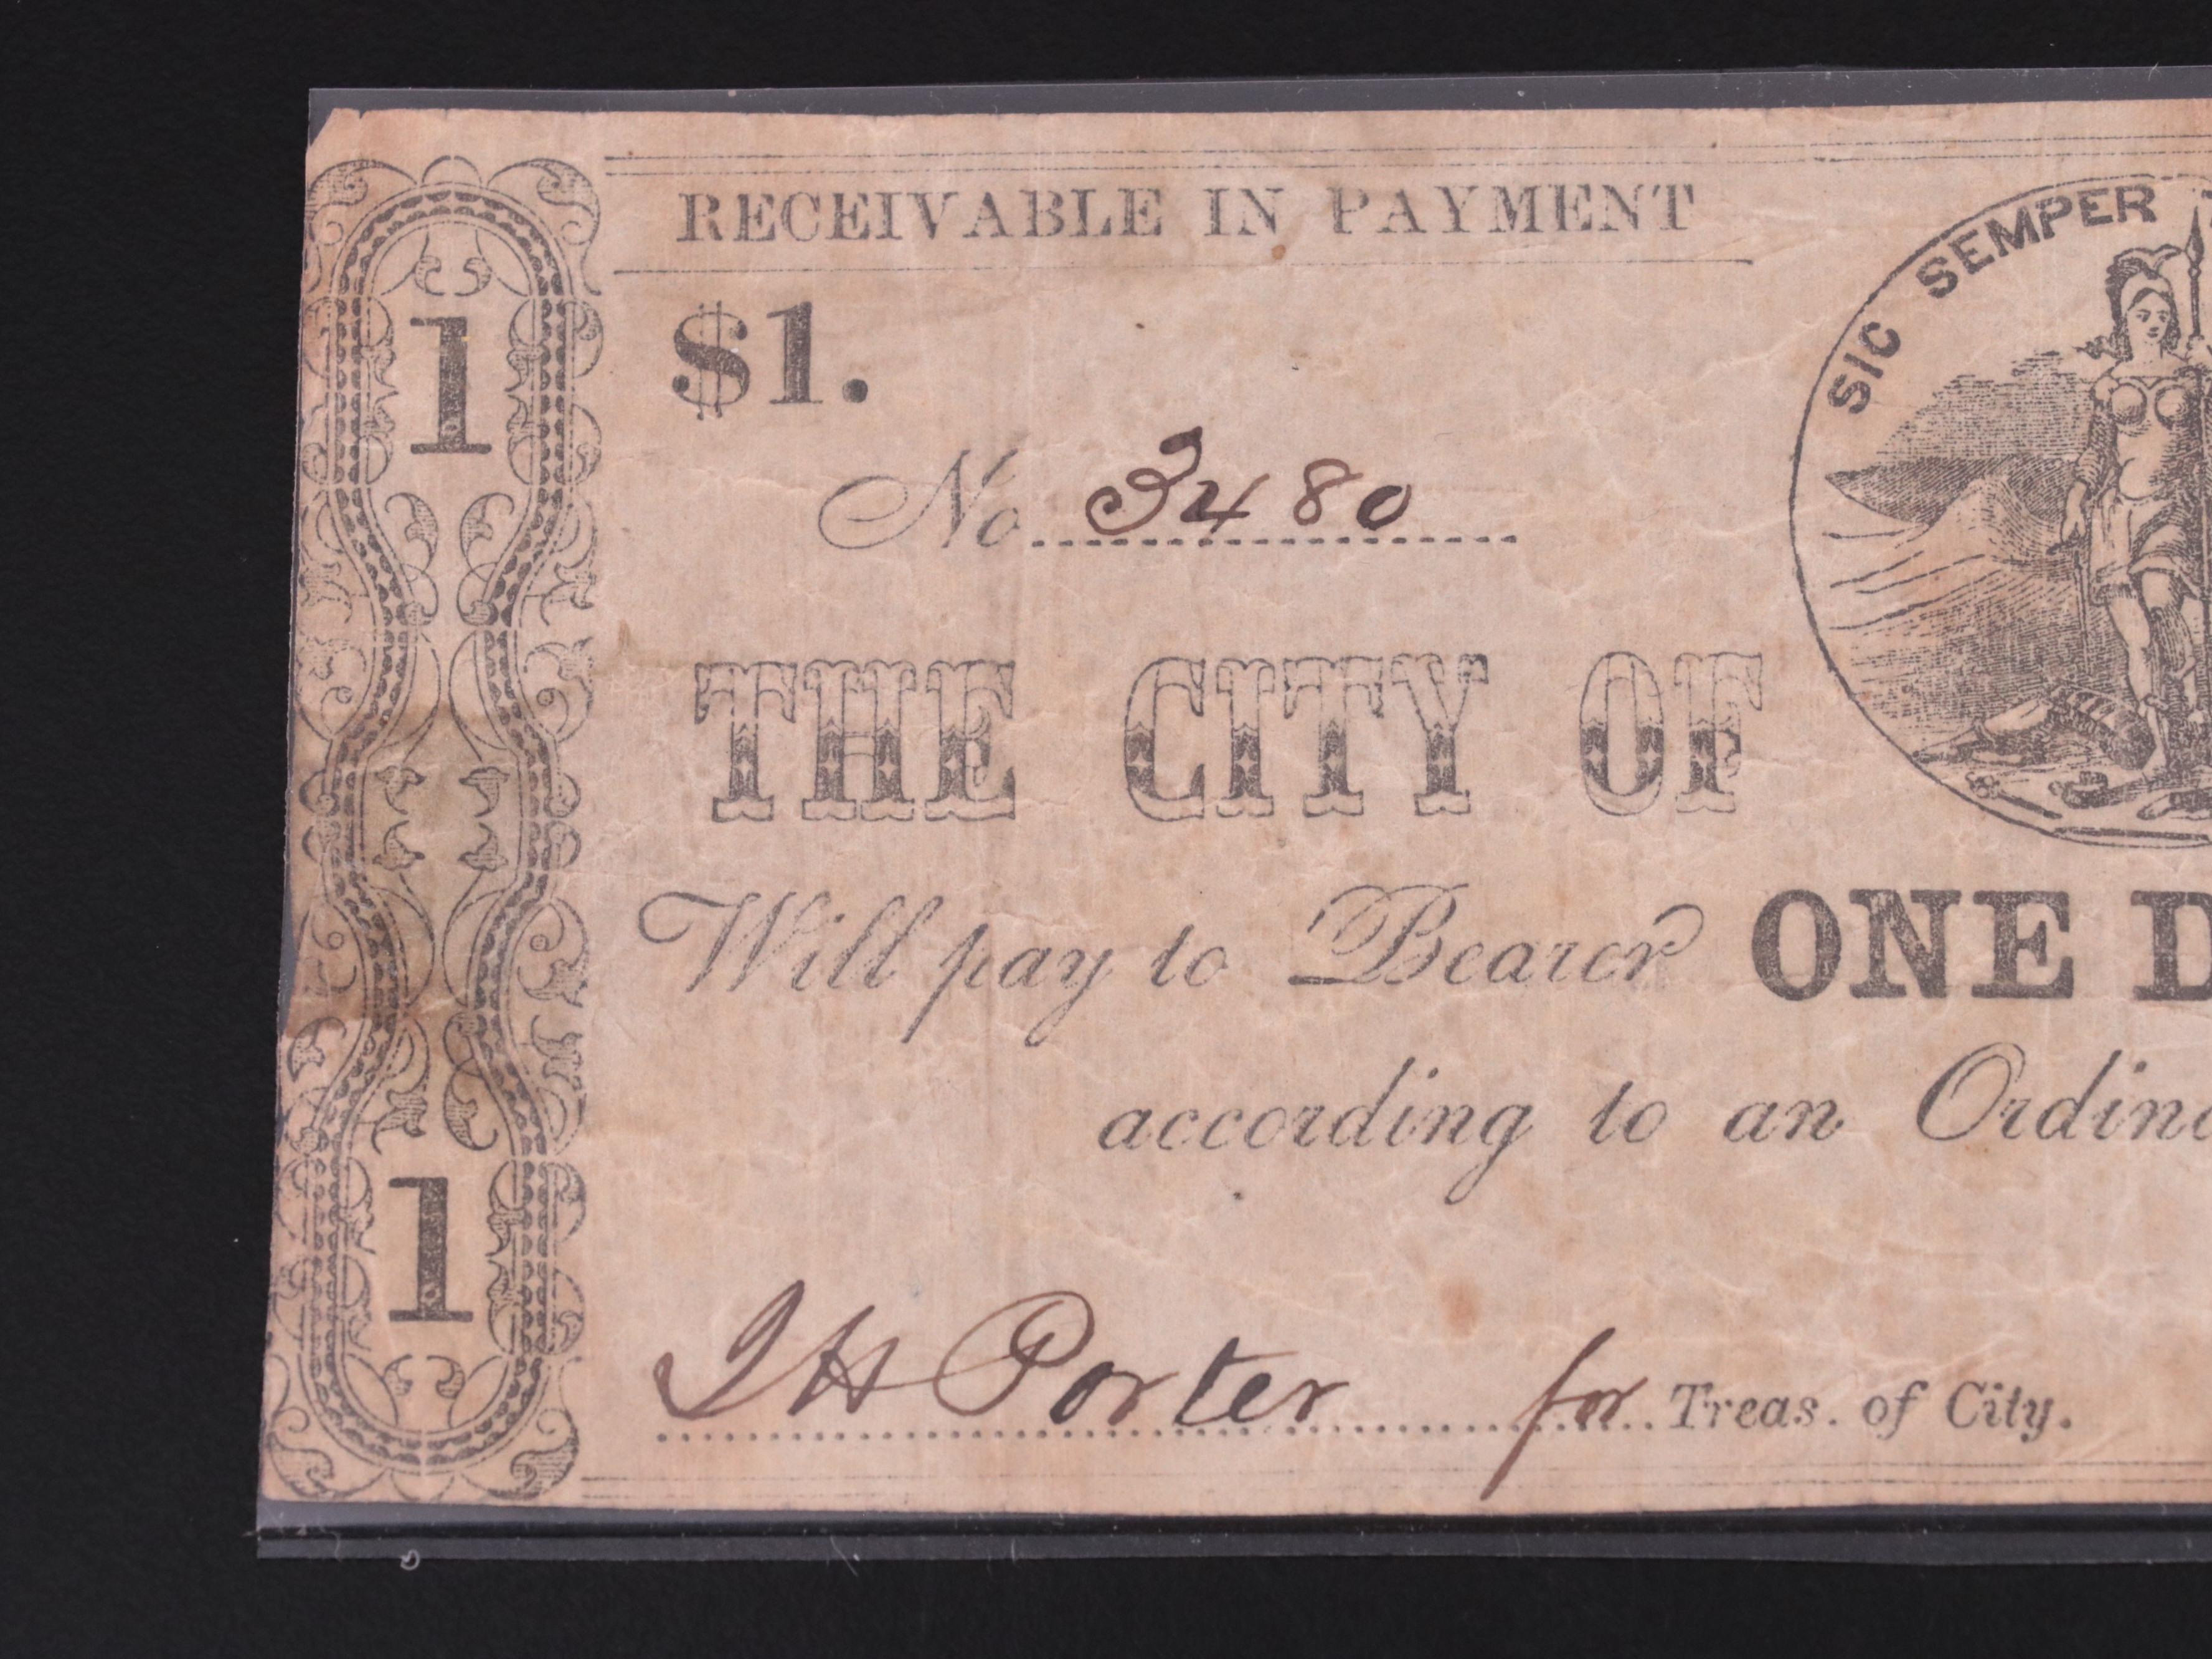 RECEIVABLE IN PAYMENT
SIC SEMPER
1
$1.
No 3480
THE CITY OF
Will pay to Bearer ONE D
according to an Ordin
1
J H Porter for Treas. of City.